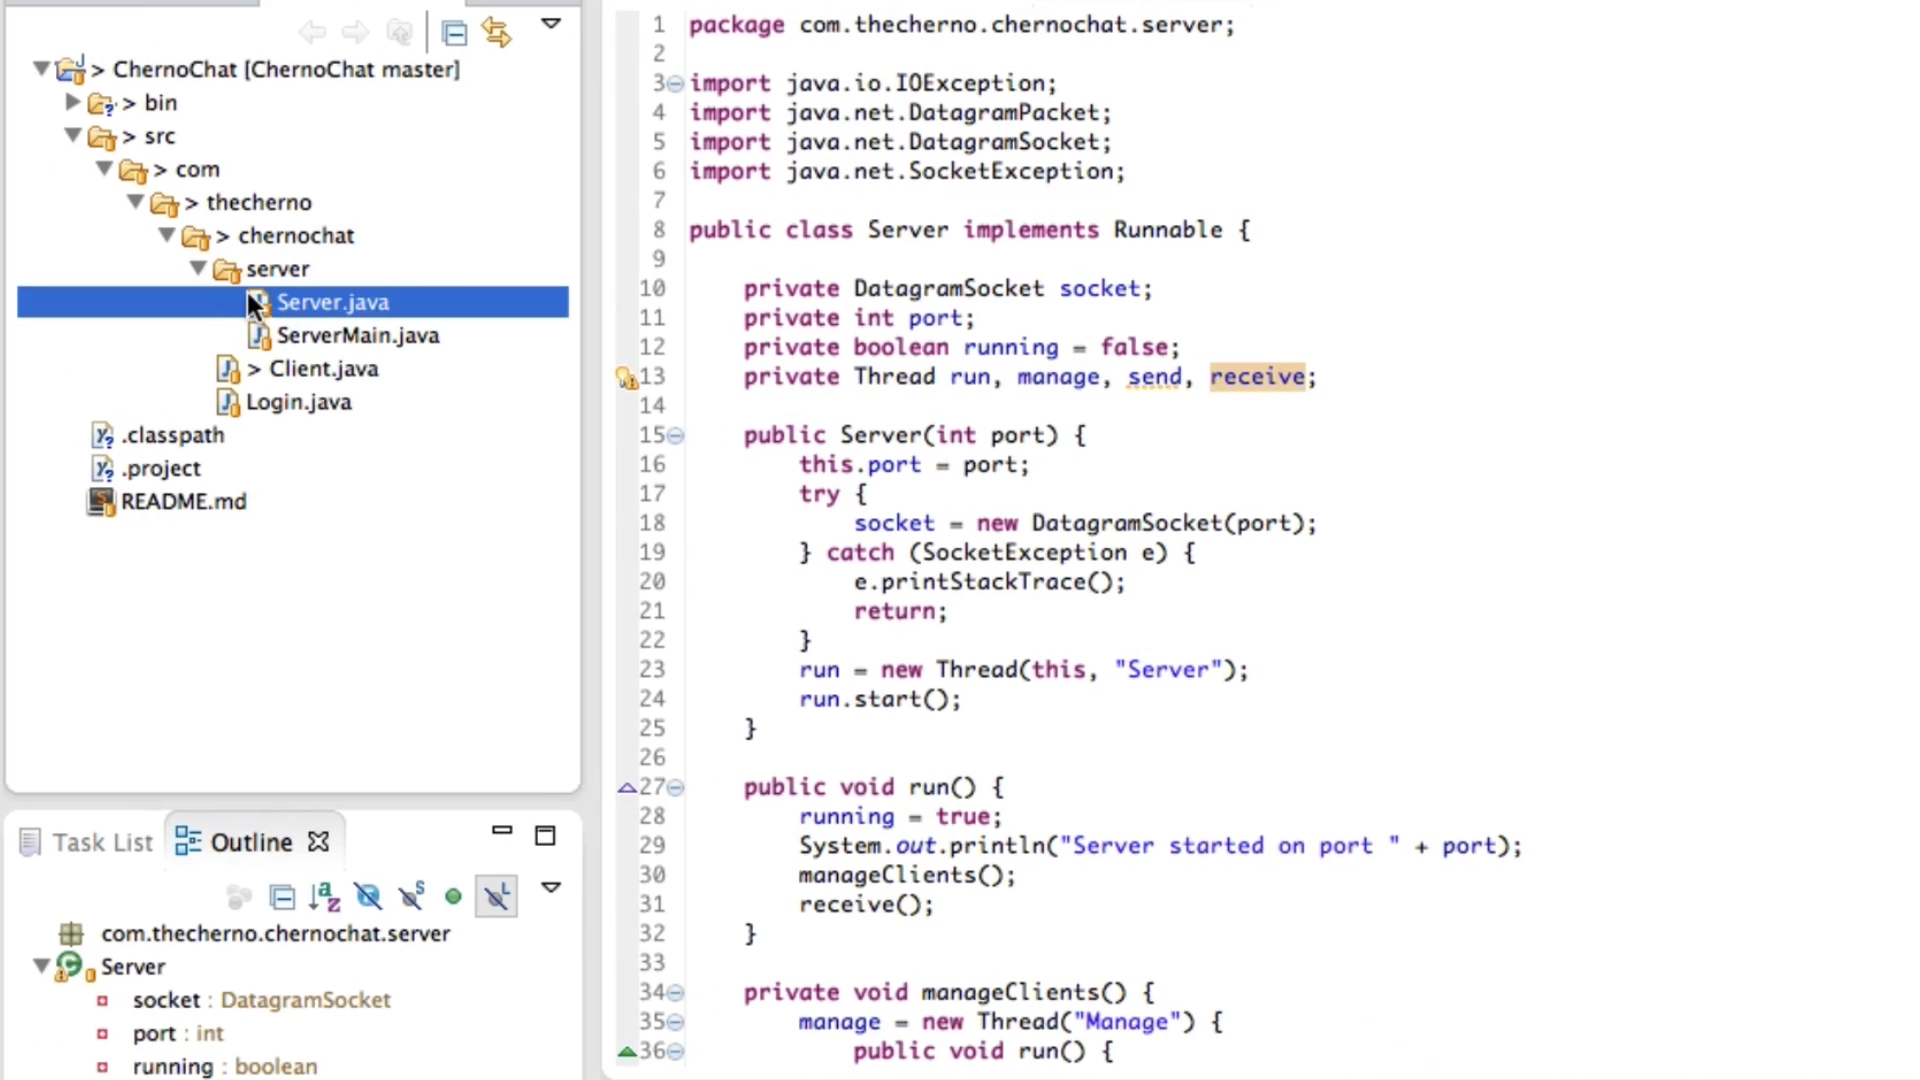 > ChernoChat [ChernoChat master]
> bin
> src
> com
> thecherno
> chernochat
server
Server.java
ServerMain.java
> Client.java
Login.java
.classpath
.project
README.md
Task List
Outline
com.thecherno.chernochat.server
Server
socket : DatagramSocket
port : int
running : boolean
1 package com.thecherno.chernochat.server;
2
3 import java.io.IOException;
4 import java.net.DatagramPacket;
5 import java.net.DatagramSocket;
6 import java.net.SocketException;
7
8 public class Server implements Runnable {
9
10 private DatagramSocket socket;
11 private int port;
12 private boolean running = false;
13 private Thread run, manage, send, receive;
14
15 public Server(int port) {
16 this.port = port;
17 try {
18 socket = new DatagramSocket(port);
19 } catch (SocketException e) {
20 e.printStackTrace();
21 return;
22 }
23 run = new Thread(this, "Server");
24 run.start();
25 }
26
27 public void run() {
28 running = true;
29 System.out.println("Server started on port " + port);
30 manageClients();
31 receive();
32 }
33
34 private void manageClients() {
35 manage = new Thread("Manage") {
36 public void run() {